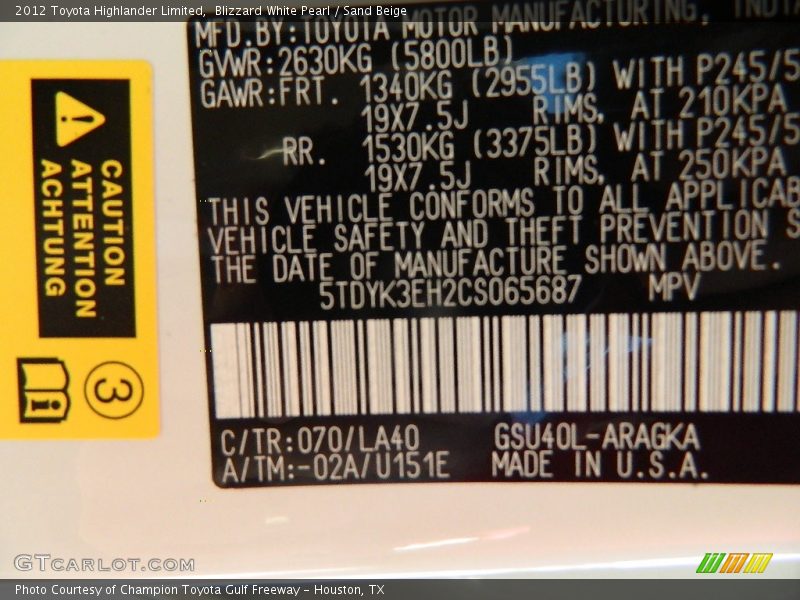 2012 Toyota Highlander Limited, Blizzard White Pearl / Sand Beige
MFD.BY:TOYOTA MOTOR MANUFACTURING, INDIA
GVWR:2630KG (5800LB)
GAWR:FRT. 1340KG (2955LB) WITH P245/5
19X7.5J RIMS, AT 210KPA
RR. 1530KG (3375LB) WITH P245/5
19X7.5J RIMS, AT 250KPA
THIS VEHICLE CONFORMS TO ALL APPLICAB
VEHICLE SAFETY AND THEFT PREVENTION S
THE DATE OF MANUFACTURE SHOWN ABOVE.
5TDYK3EH2CS065687 MPV
C/TR:070/LA40 GSU40L-ARAGKA
A/TM:-02A/U151E MADE IN U.S.A.
CAUTION
ATTENTION
ACHTUNG
3
GTCARLOT.COM
Photo Courtesy of Champion Toyota Gulf Freeway - Houston, TX